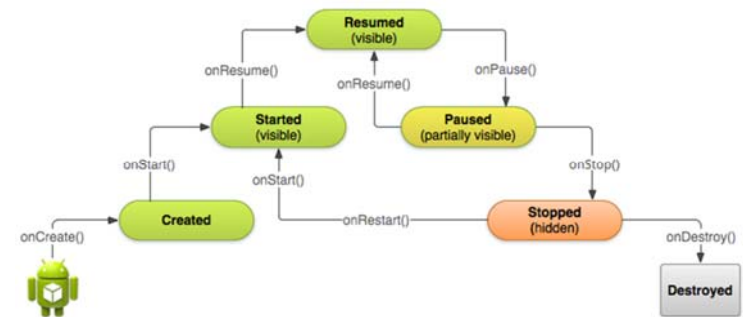 Resumed
(visible)
onResume()
onResume()
onPause()
Started
(visible)
Paused
(partially visible)
onStart()
onStart()
onStop()
Created
onRestart()
Stopped
(hidden)
onCreate()
onDestroy()
Destroyed